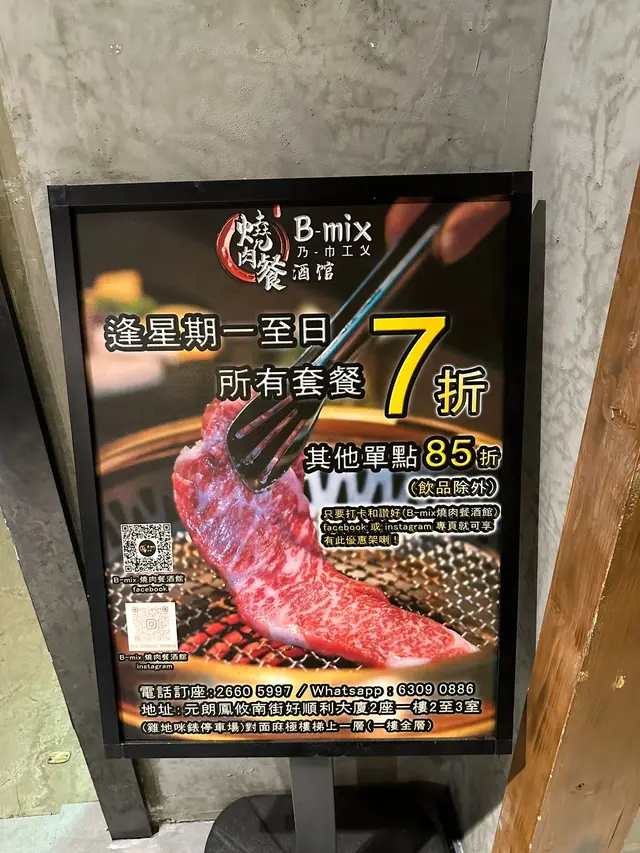 燒肉餐
B-mix
乃-巾工乂
酒馆
逢星期一至日
所有套餐 7折
其他單點 85折
(飲品除外)
只要打卡和讚好(B-mix燒肉餐酒館)
facebook 或 instagram 專頁就可享
有此優惠架喇！
B-mix 燒肉餐酒館
facebook
B-mix 燒肉餐酒館
instagram
電話訂座：2660 5997 / Whatsapp：6309 0886
地址：元朗鳳攸南街好順利大廈2座一樓2至3室
(雞地咪錶停車場)對面麻極樓梯上一層(一樓全層)